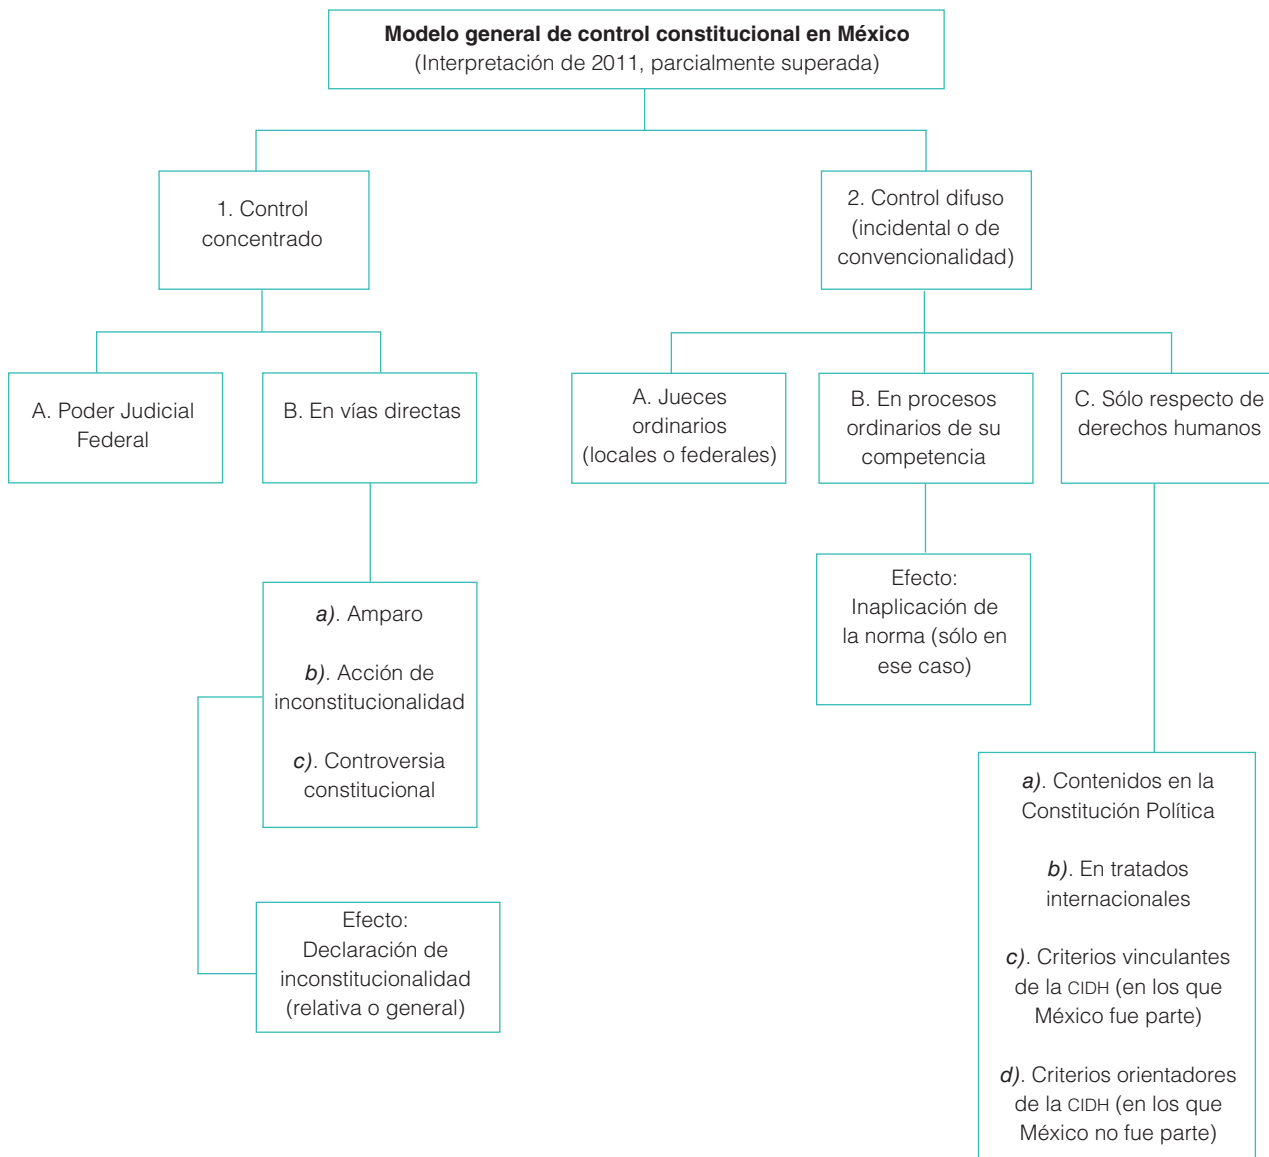 Modelo general de control constitucional en México
(Interpretación de 2011, parcialmente superada)
1. Control
concentrado
2. Control difuso
(incidental o de
convencionalidad)
A. Poder Judicial
Federal
B. En vías directas
A. Jueces
ordinarios
(locales o federales)
B. En procesos
ordinarios de su
competencia
C. Sólo respecto de
derechos humanos
a). Amparo
b). Acción de
inconstitucionalidad
c). Controversia
constitucional
Efecto:
Inaplicación de
la norma (sólo en
ese caso)
Efecto:
Declaración de
inconstitucionalidad
(relativa o general)
a). Contenidos en la
Constitución Política
b). En tratados
internacionales
c). Criterios vinculantes
de la CIDH (en los que
México fue parte)
d). Criterios orientadores
de la CIDH (en los que
México no fue parte)